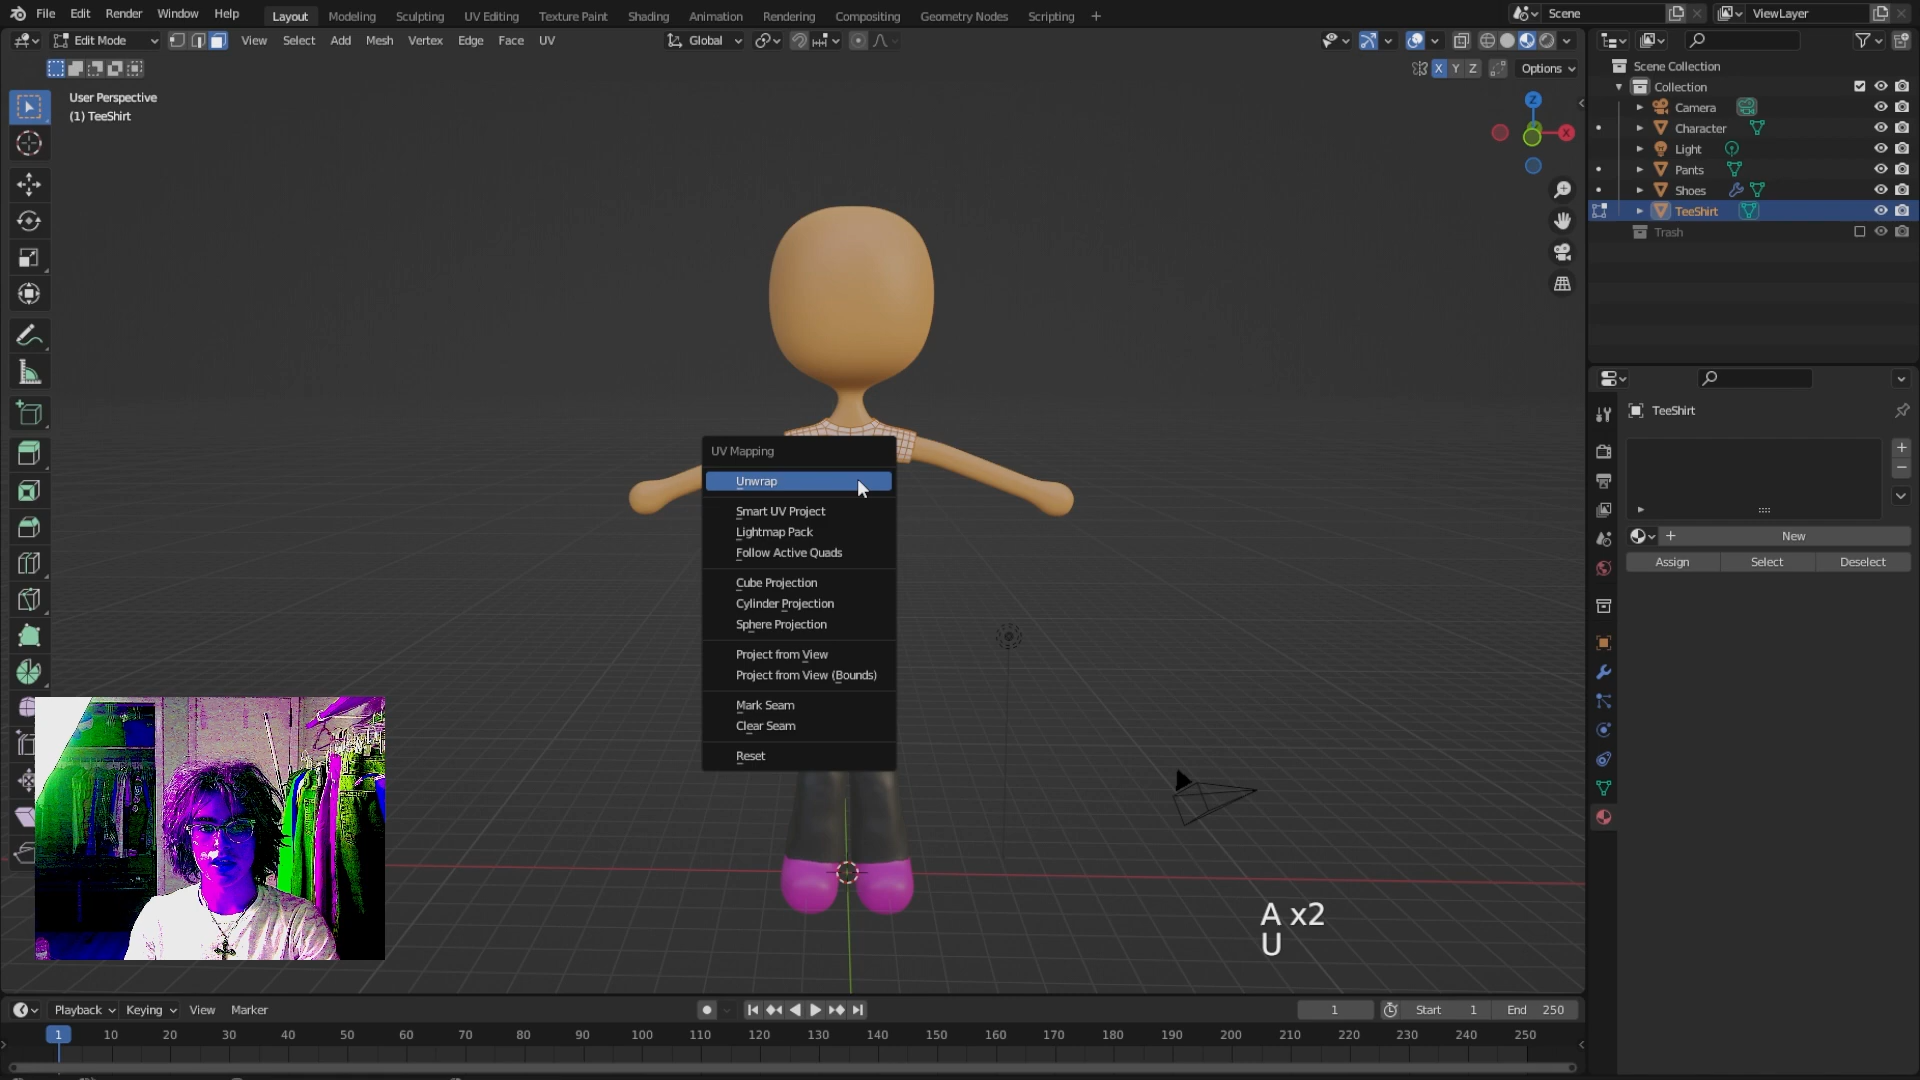 File Edit Render Window Help Layout Modeling Sculpting UV Editing Texture Paint Shading Animation Rendering Compositing Geometry Nodes Scripting + Scene ViewLayer
Edit Mode View Select Add Mesh Vertex Edge Face UV Global
X Y Z Options
User Perspective
(1) TeeShirt
Z
X
UV Mapping
Unwrap
Smart UV Project
Lightmap Pack
Follow Active Quads
Cube Projection
Cylinder Projection
Sphere Projection
Project from View
Project from View (Bounds)
Mark Seam
Clear Seam
Reset
A x2
U
Scene Collection
Collection
Camera
Character
Light
Pants
Shoes
TeeShirt
Trash
TeeShirt
New
Assign Select Deselect
Playback Keying View Marker 1 Start 1 End 250
1 10 20 30 40 50 60 70 80 90 100 110 120 130 140 150 160 170 180 190 200 210 220 230 240 250